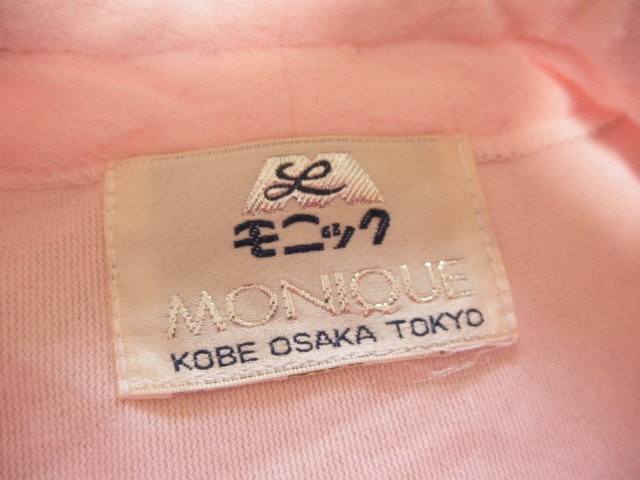 モニック
MONIQUE
KOBE OSAKA TOKYO